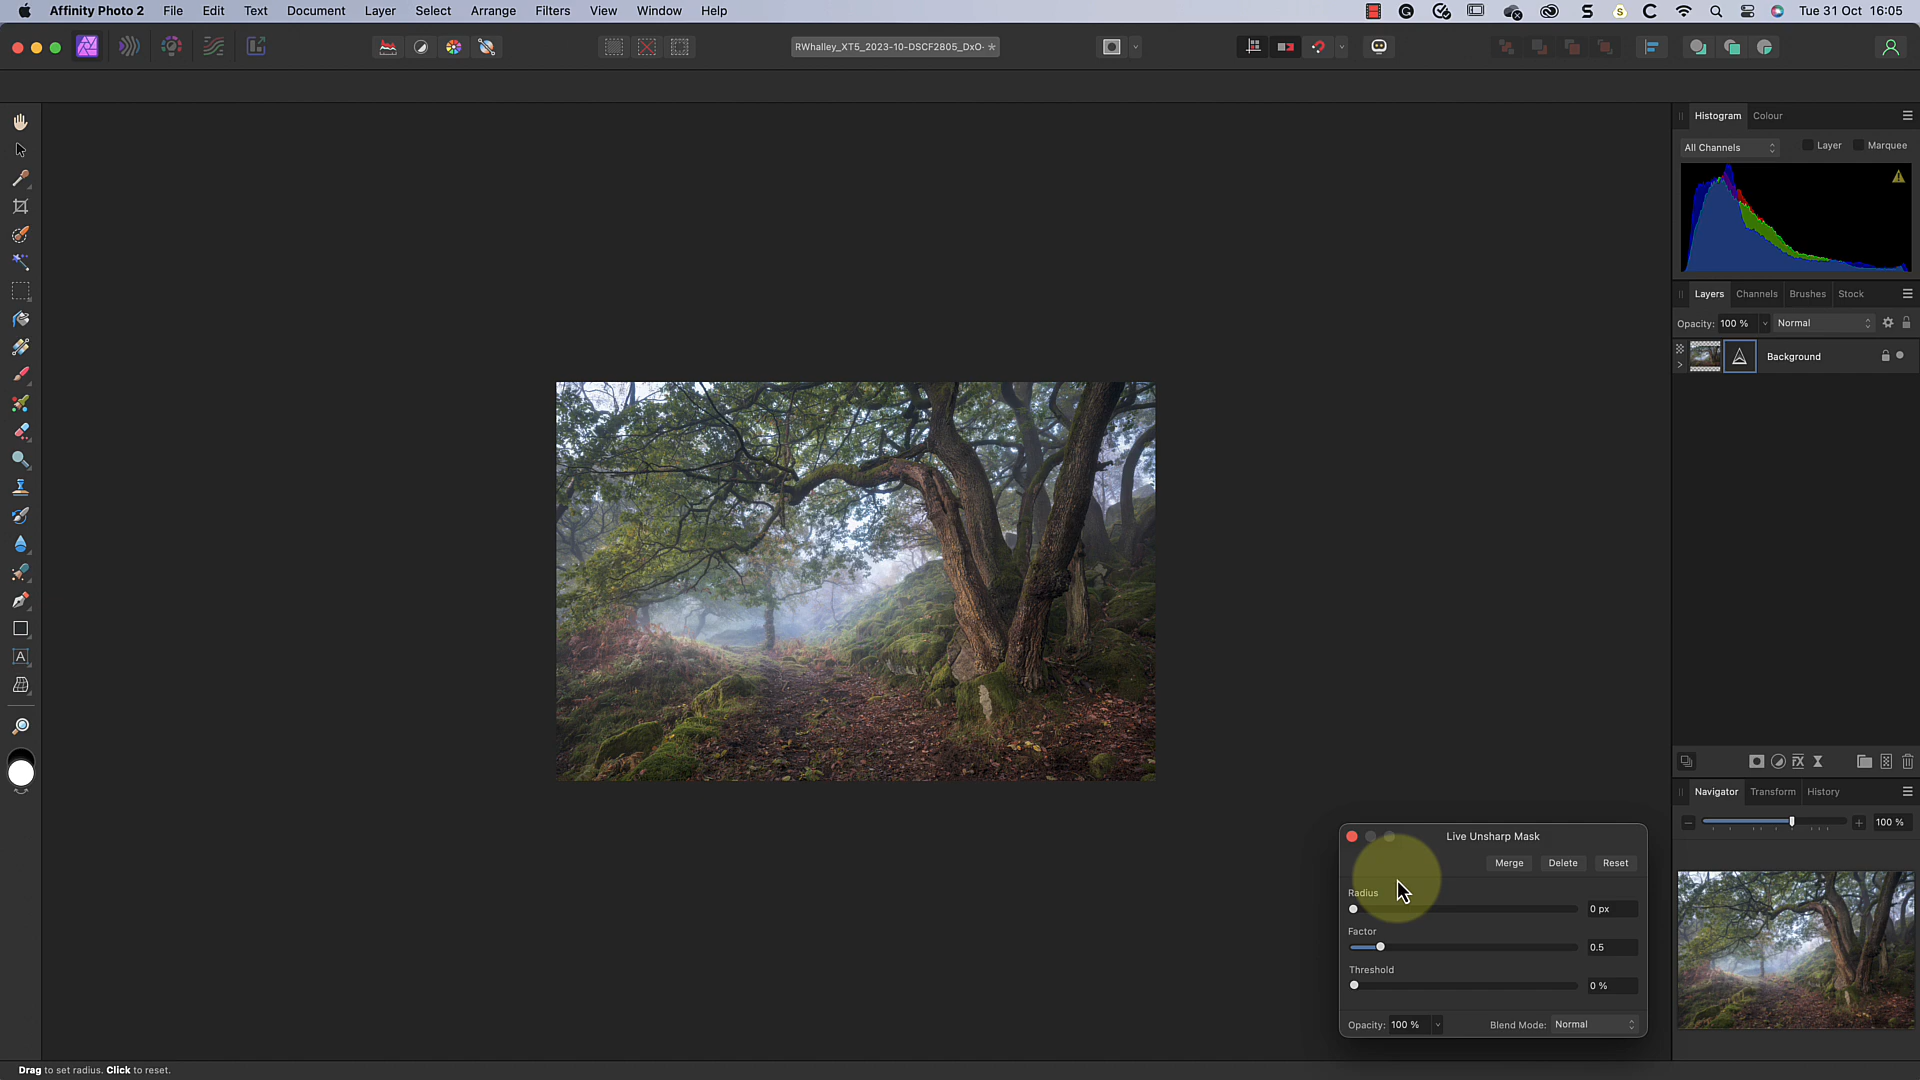 Affinity Photo 2 File Edit Text Document Layer Select Arrange Filters View Window Help Tue 31 Oct 16:05
RWhalley_XT5_2023-10-DSCF2805_DxO- *
Histogram Colour
All Channels Layer Marquee
Layers Channels Brushes Stock
Opacity: 100 % Normal
Background
Navigator Transform History
100 %
Live Unsharp Mask
Merge Delete Reset
Radius
0 px
Factor
0.5
Threshold
0 %
Opacity: 100 % Blend Mode: Normal
Drag to set radius. Click to reset.